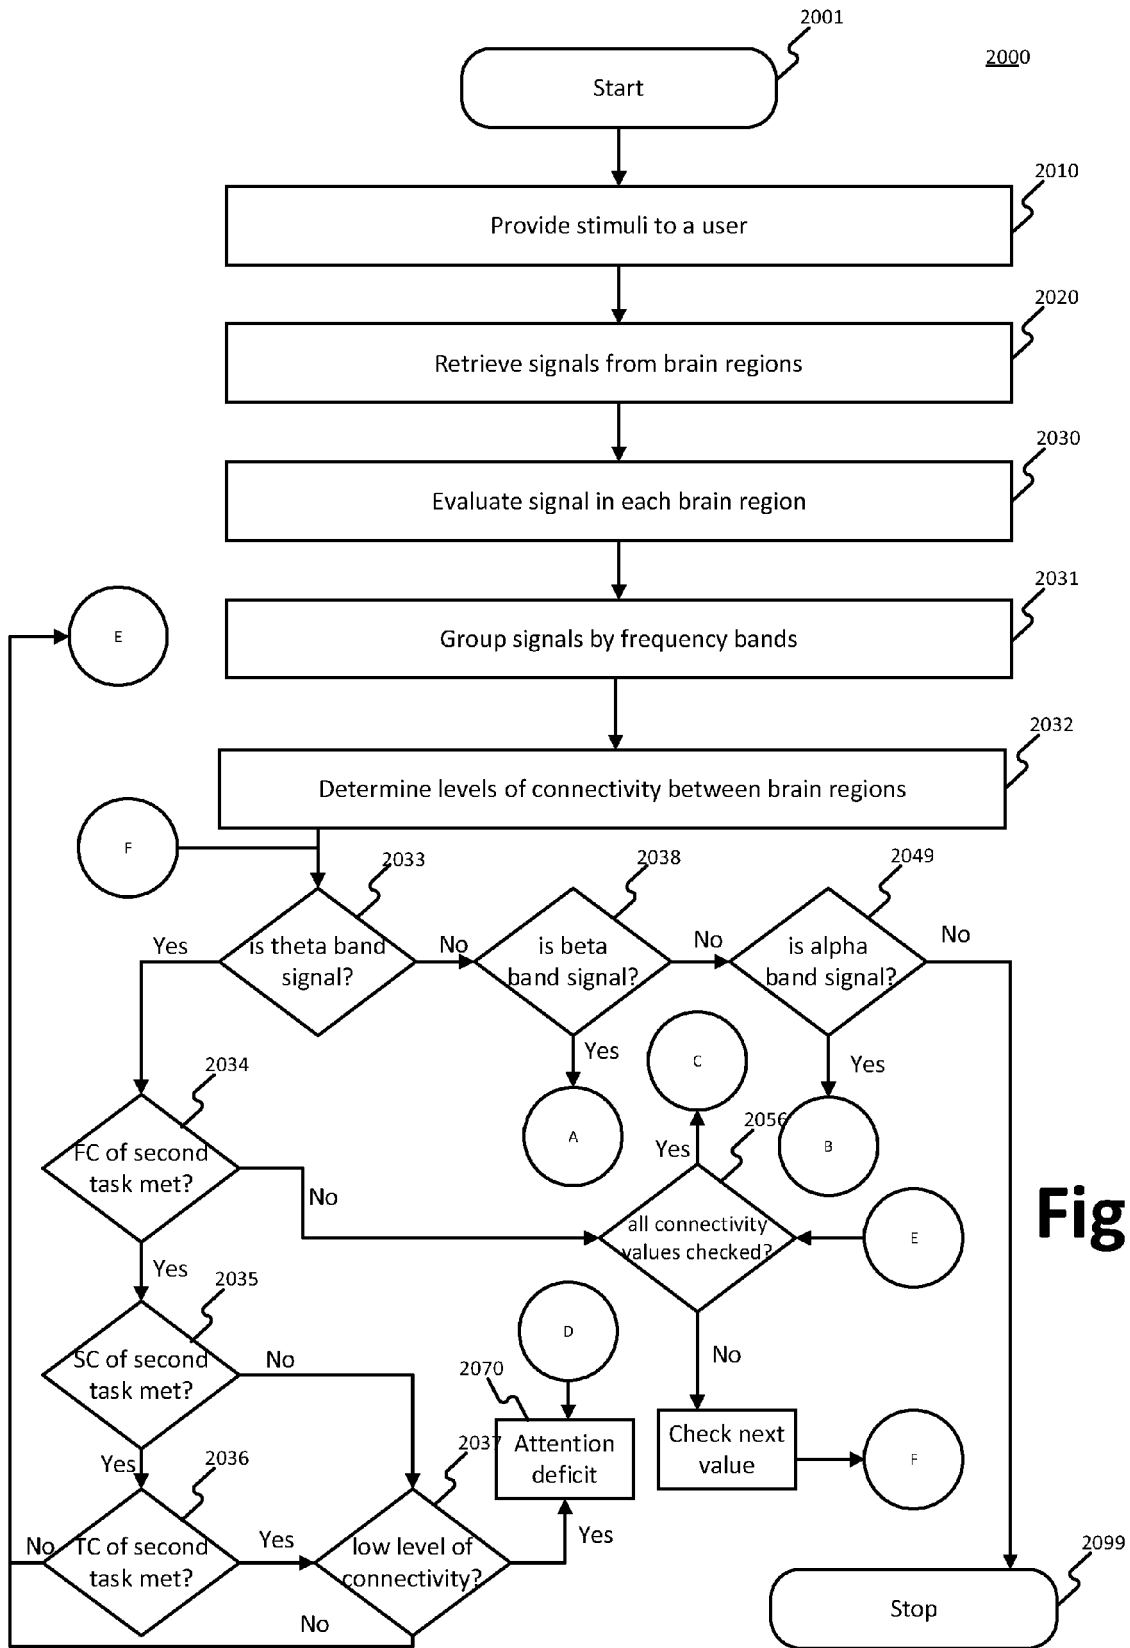 2001
2000
Start
2010
Provide stimuli to a user
2020
Retrieve signals from brain regions
2030
Evaluate signal in each brain region
2031
E
Group signals by frequency bands
2032
Determine levels of connectivity between brain regions
F
2033
2038
2049
Yes
is theta band
signal?
No
is beta
band signal?
No
is alpha
band signal?
No
Yes
C
Yes
2034
A
2056
B
FC of second
task met?
Yes
No
all connectivity
values checked?
E
Fig
Yes
2035
D
SC of second
task met?
No
No
2070
Attention
deficit
Check next
value
F
Yes
2036
2037
No
TC of second
task met?
Yes
low level of
connectivity?
Yes
2099
No
Stop